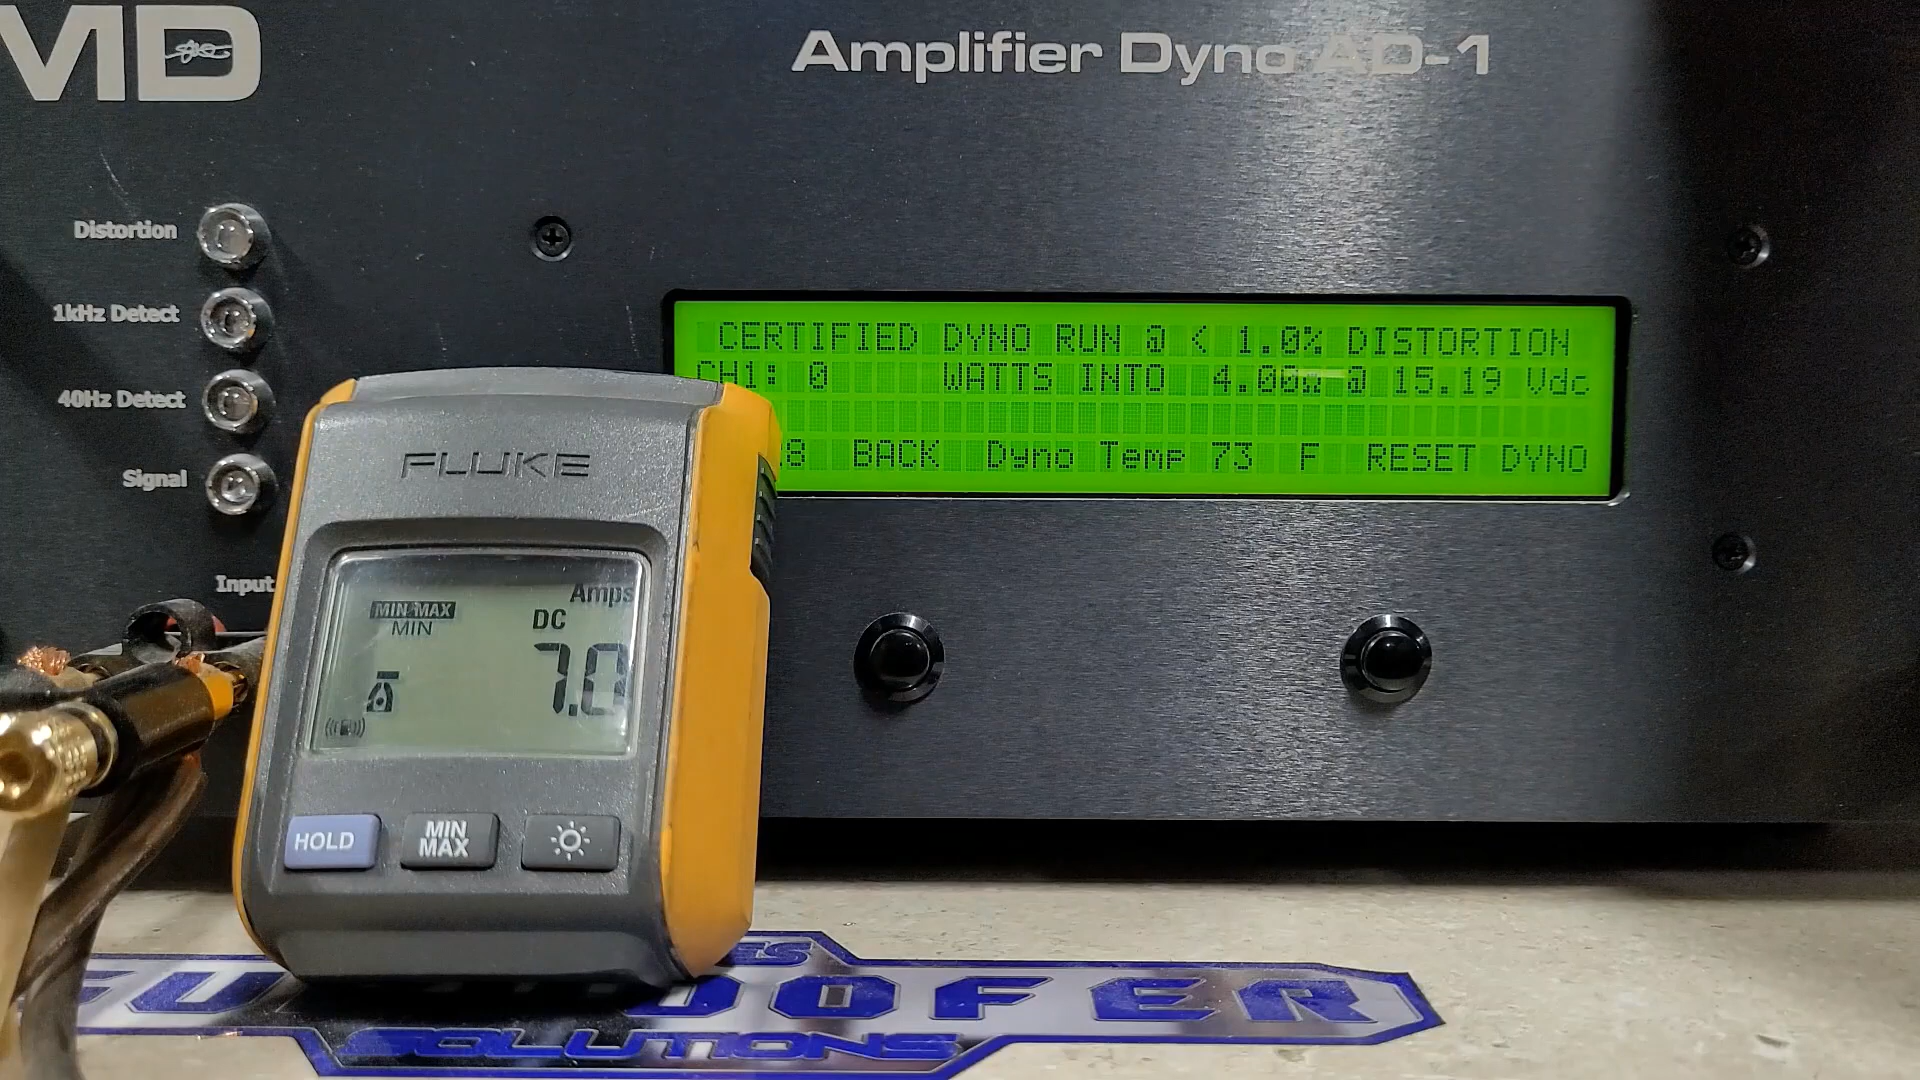 MD
Amplifier Dyno AD-1
Distortion
1kHz Detect
40Hz Detect
Signal
Input
CERTIFIED DYNO RUN @ < 1.0% DISTORTION
CH1: 0 WATTS INTO 4.00Ω @ 15.19 Vdc
8 BACK Dyno Temp 73 F RESET DYNO
FLUKE
Amps
MIN MAX
MIN
DC
7.0
HOLD
MIN
MAX
OOFER
SOLUTIONS